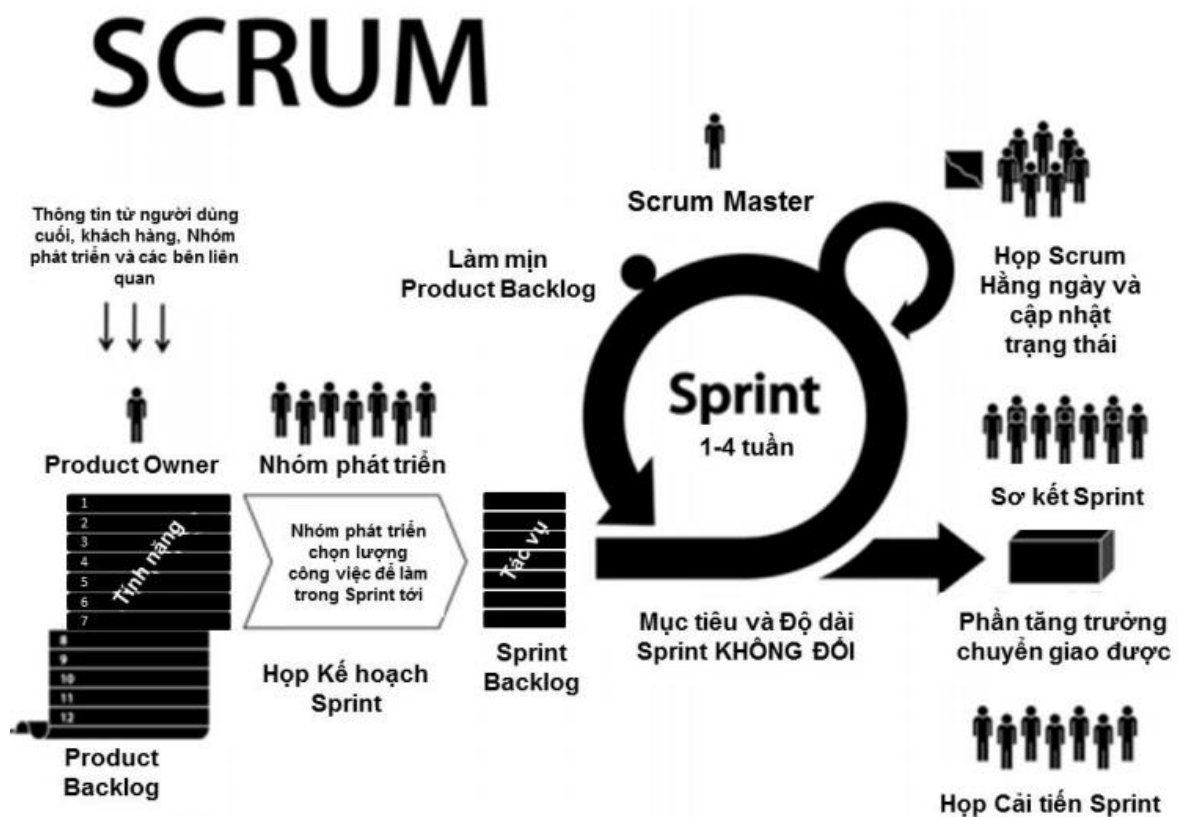 SCRUM
Thông tin từ người dùng
cuối, khách hàng, Nhóm
phát triển và các bên liên
quan
Product Owner
Nhóm phát triển
1
2
3
4
5
6
7
Tính năng
8
9
10
11
12
Product
Backlog
Nhóm phát triển
chọn lượng
công việc để làm
trong Sprint tới
Họp Kế hoạch
Sprint
Tác vụ
Sprint
Backlog
Làm mịn
Product Backlog
Scrum Master
Sprint
1-4 tuần
Mục tiêu và Độ dài
Sprint KHÔNG ĐỔI
Họp Scrum
Hằng ngày và
cập nhật
trạng thái
Sơ kết Sprint
Phần tăng trưởng
chuyển giao được
Họp Cải tiến Sprint